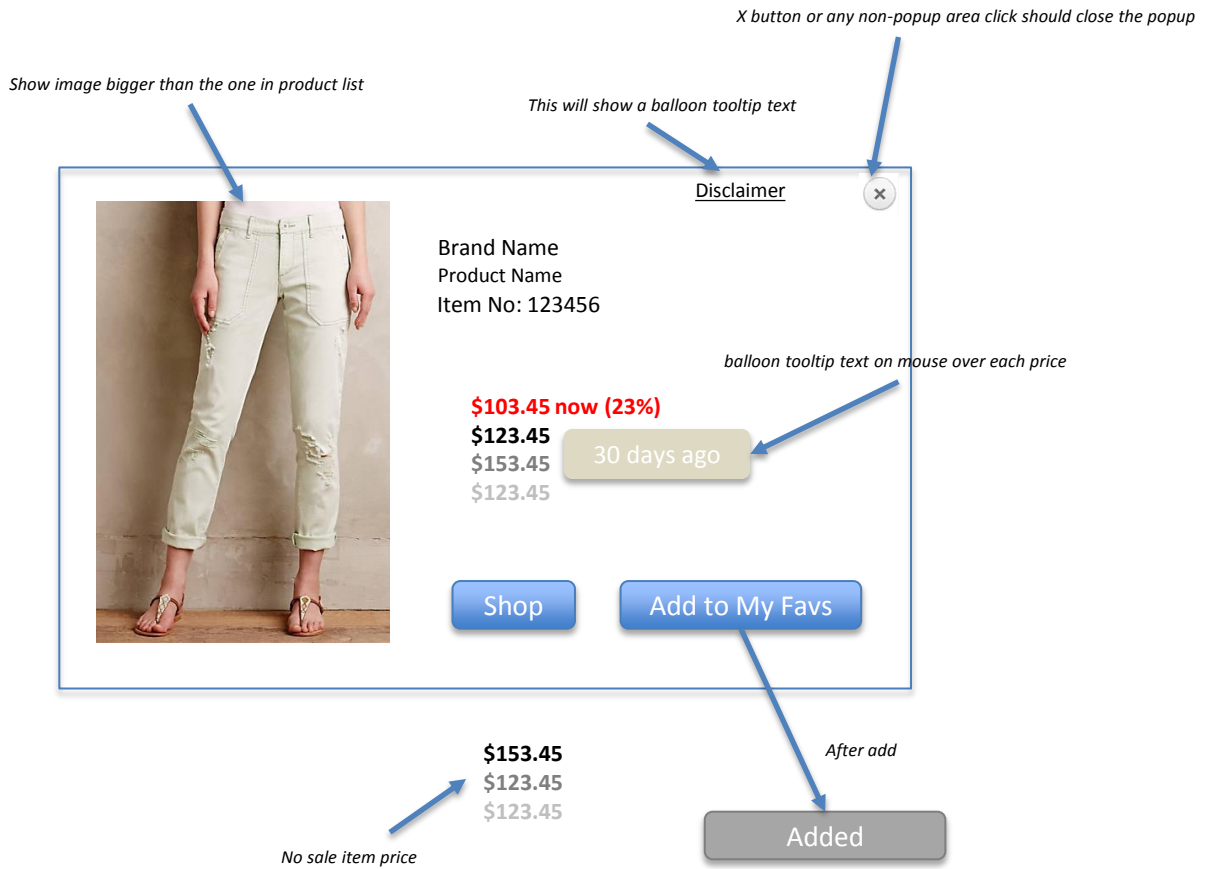 X button or any non-popup area click should close the popup
Show image bigger than the one in product list
This will show a balloon tooltip text
Disclaimer
×
Brand Name
Product Name
Item No: 123456
balloon tooltip text on mouse over each price
$103.45 now (23%)
$123.45
30 days ago
$153.45
$123.45
Shop
Add to My Favs
After add
$153.45
$123.45
$123.45
Added
No sale item price